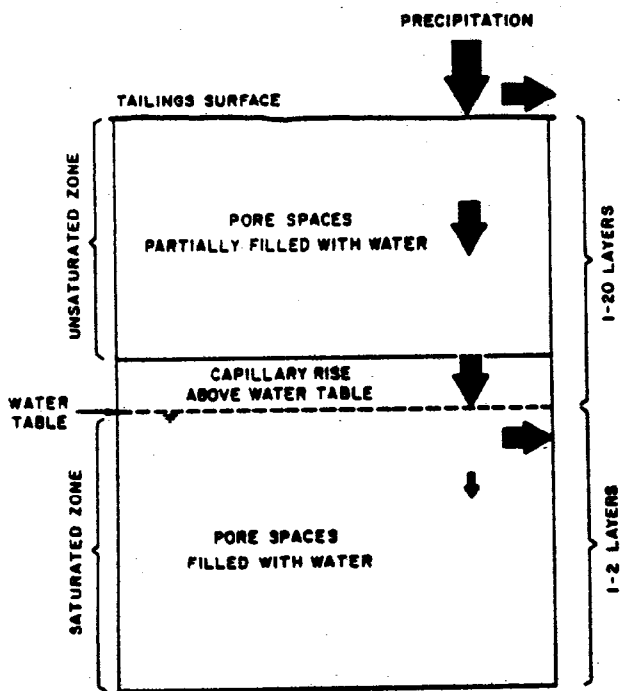 PRECIPITATION
TAILINGS SURFACE
UNSATURATED ZONE
PORE SPACES
PARTIALLY FILLED WITH WATER
1-20 LAYERS
CAPILLARY RISE
ABOVE WATER TABLE
WATER
TABLE
SATURATED ZONE
PORE SPACES
FILLED WITH WATER
1-2 LAYERS